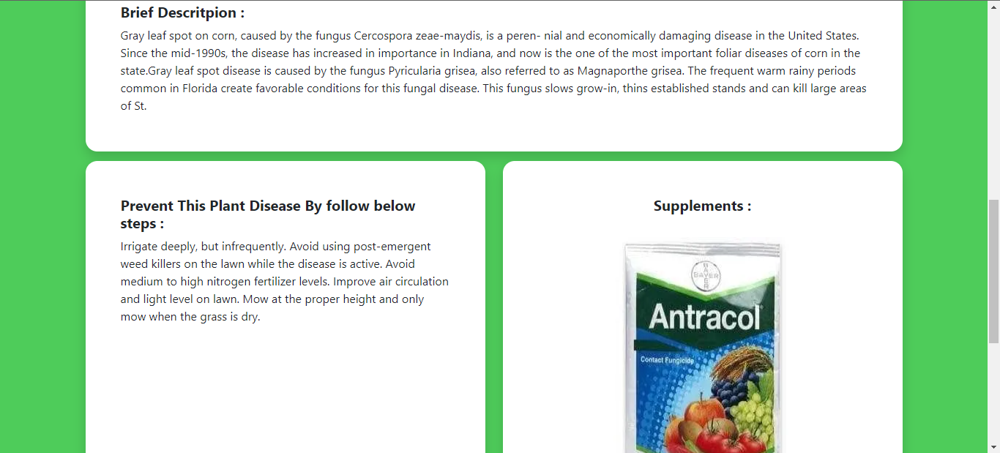 Brief Descritpion :
Gray leaf spot on corn, caused by the fungus Cercospora zeae-maydis, is a peren- nial and economically damaging disease in the United States.
Since the mid-1990s, the disease has increased in importance in Indiana, and now is the one of the most important foliar diseases of corn in the
state.Gray leaf spot disease is caused by the fungus Pyricularia grisea, also referred to as Magnaporthe grisea. The frequent warm rainy periods
common in Florida create favorable conditions for this fungal disease. This fungus slows grow-in, thins established stands and can kill large areas
of St.
Prevent This Plant Disease By follow below
steps :
Irrigate deeply, but infrequently. Avoid using post-emergent
weed killers on the lawn while the disease is active. Avoid
medium to high nitrogen fertilizer levels. Improve air circulation
and light level on lawn. Mow at the proper height and only
mow when the grass is dry.
Supplements :
BAYER
BAYER
Antracol
Contact Fungicide